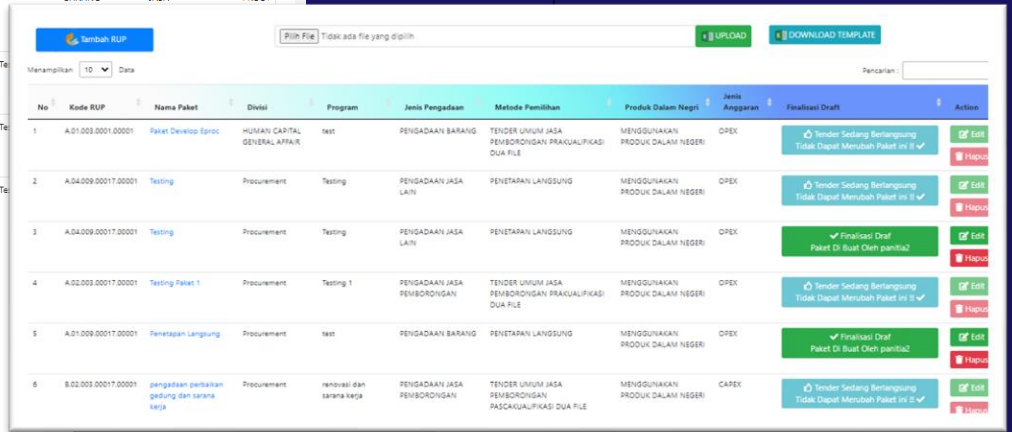 Tambah RUP
Pilih File Tidak ada file yang dipilih
UPLOAD
DOWNLOAD TEMPLATE
Menampilkan 10 Data
Pencarian :
No Kode RUP Nama Paket Divisi Program Jenis Pengadaan Metode Pemilihan Produk Dalam Negri Jenis Anggaran Finalisasi Draft Action
1 A.01.003.0001.00001 Paket Develop Eproc HUMAN CAPITAL test PENGADAAN BARANG TENDER UMUM JASA MENGGUNAKAN OPEX Tender Sedang Berlangsung Edit
GENERAL AFFAIR PEMBORONGAN PRAKUALIFIKASI PRODUK DALAM NEGERI Tidak Dapat Merubah Paket ini !!
DUA FILE Hapus
2 A.04.009.00017.00001 Testing Procurement Testing PENGADAAN JASA PENETAPAN LANGSUNG MENGGUNAKAN OPEX Tender Sedang Berlangsung Edit
LAIN PRODUK DALAM NEGERI Tidak Dapat Merubah Paket ini !!
Hapus
3 A.04.009.00017.00001 Testing Procurement Testing PENGADAAN JASA PENETAPAN LANGSUNG MENGGUNAKAN OPEX Finalisasi Draf Edit
LAIN PRODUK DALAM NEGERI Paket Di Buat Oleh panitia2
Hapus
4 A.02.003.00017.00001 Testing Paket 1 Procurement Testing 1 PENGADAAN JASA TENDER UMUM JASA MENGGUNAKAN OPEX Tender Sedang Berlangsung Edit
PEMBORONGAN PEMBORONGAN PRAKUALIFIKASI PRODUK DALAM NEGERI Tidak Dapat Merubah Paket ini !!
DUA FILE Hapus
5 A.01.009.00017.00001 Penetapan Langsung Procurement test PENGADAAN BARANG PENETAPAN LANGSUNG MENGGUNAKAN OPEX Finalisasi Draf Edit
PRODUK DALAM NEGERI Paket Di Buat Oleh panitia2
Hapus
6 B.02.003.00017.00001 pengadaan perbaikan Procurement renovasi dan PENGADAAN JASA TENDER UMUM JASA MENGGUNAKAN CAPEX Tender Sedang Berlangsung Edit
gedung dan sarana sarana kerja PEMBORONGAN PEMBORONGAN PRODUK DALAM NEGERI Tidak Dapat Merubah Paket ini !!
kerja PASCAKUALIFIKASI DUA FILE Hapus